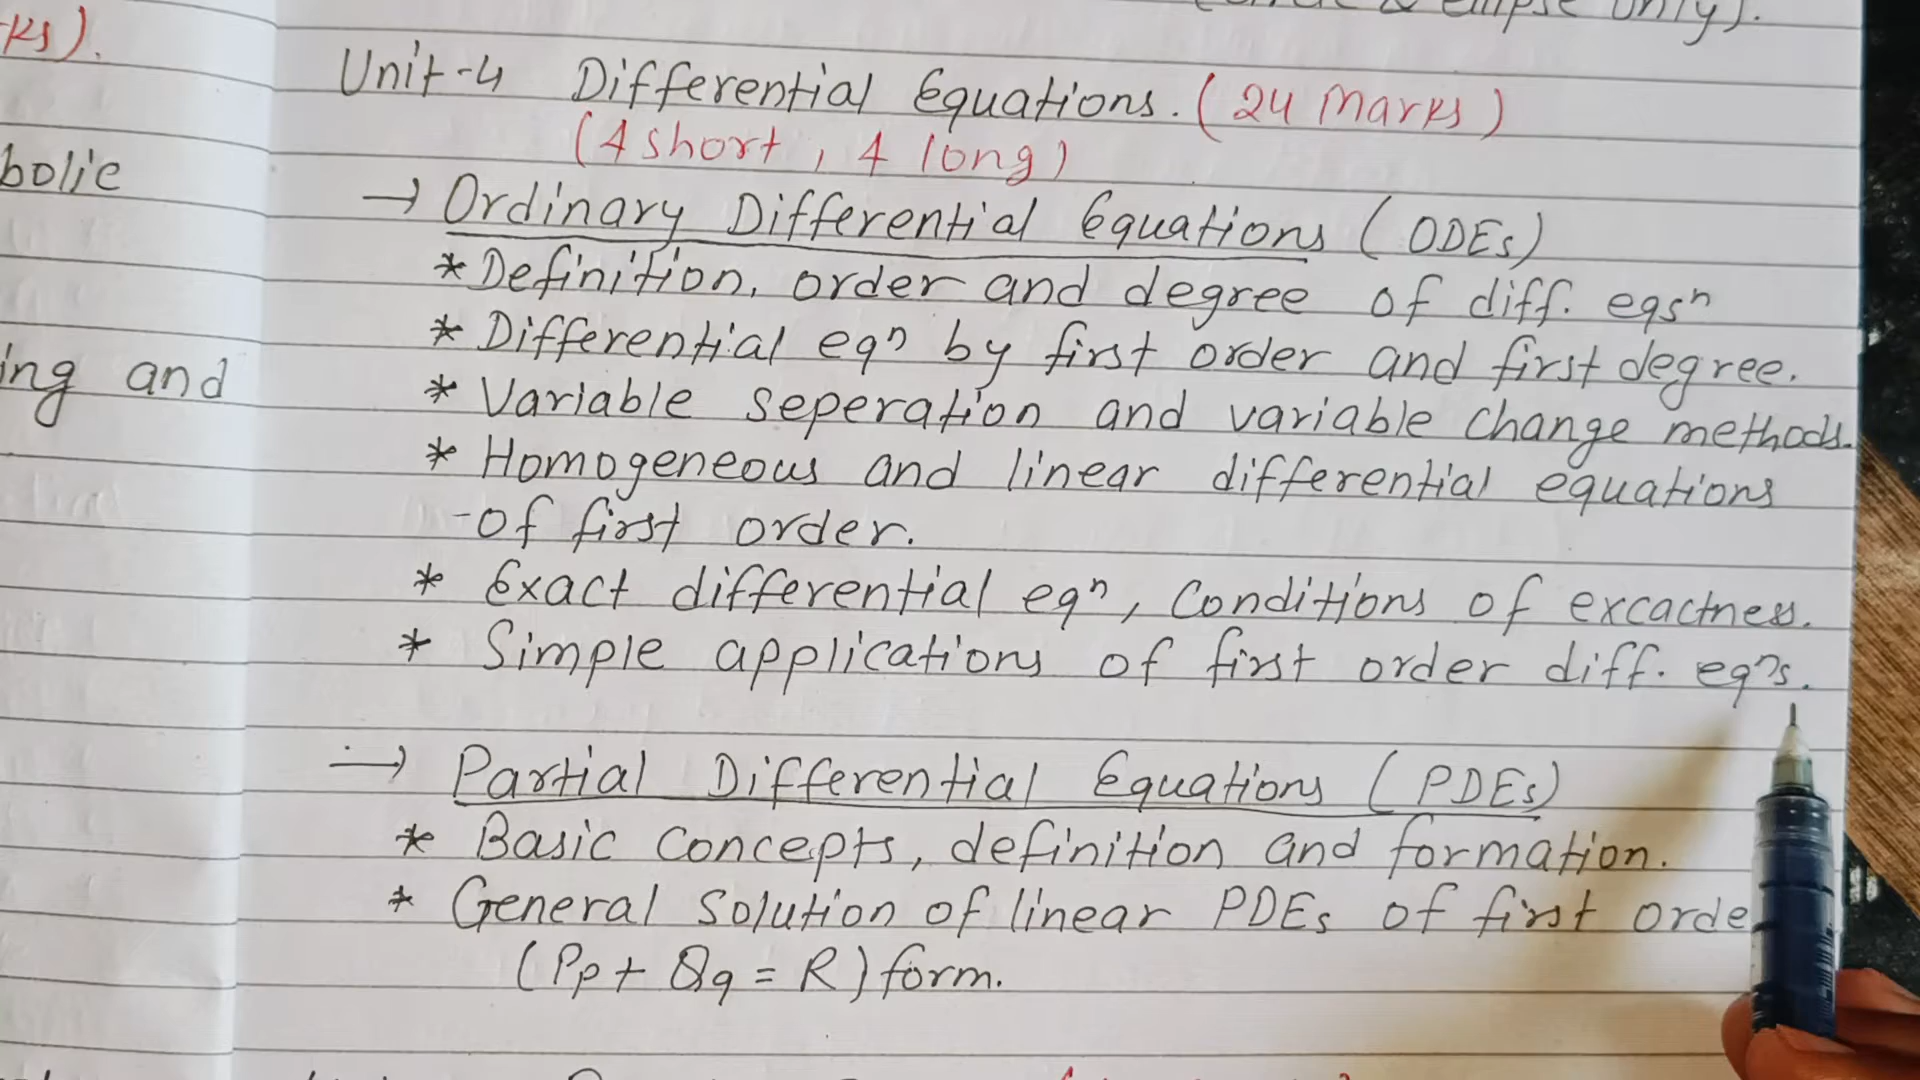 ellipse only).
ks).
Unit-4 Differential Equations. (24 Marks)
(4 short, 4 long)
bolic
→ Ordinary Differential Equations (ODEs)
* Definition, order and degree of diff. eqsⁿ
* Differential eqⁿ by first order and first degree.
ing and
* Variable seperation and variable change methods.
* Homogeneous and linear differential equations
-of first order.
* Exact differential eqⁿ, Conditions of excactness.
* Simple applications of first order diff. eqⁿs.
→ Partial Differential Equations (PDEs)
* Basic concepts, definition and formation.
* General solution of linear PDEs of first orde
(Pp + Qq = R) form.